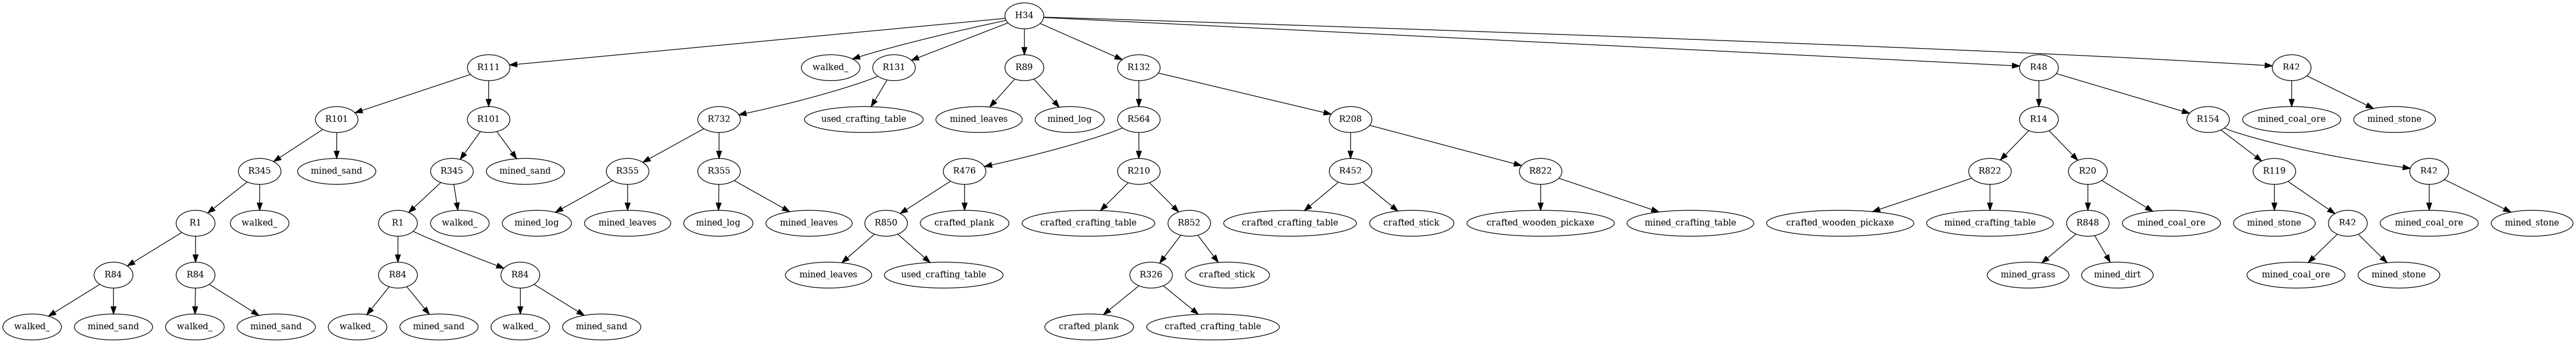 H34
R111 walked_ R131 R89 R132 R48 R42
R101 R101 R732 used_crafting_table mined_leaves mined_log R564 R208 R14 R154 mined_coal_ore mined_stone
R345 mined_sand R345 mined_sand R355 R355 R476 R210 R452 R822 R822 R20 R119 R42
R1 walked_ R1 walked_ mined_log mined_leaves mined_log mined_leaves R850 crafted_plank crafted_crafting_table R852 crafted_crafting_table crafted_stick crafted_wooden_pickaxe mined_crafting_table crafted_wooden_pickaxe mined_crafting_table R848 mined_coal_ore mined_stone R42 mined_coal_ore mined_stone
R84 R84 R84 R84 mined_leaves used_crafting_table R326 crafted_stick mined_grass mined_dirt mined_coal_ore mined_stone
walked_ mined_sand walked_ mined_sand walked_ mined_sand walked_ mined_sand crafted_plank crafted_crafting_table